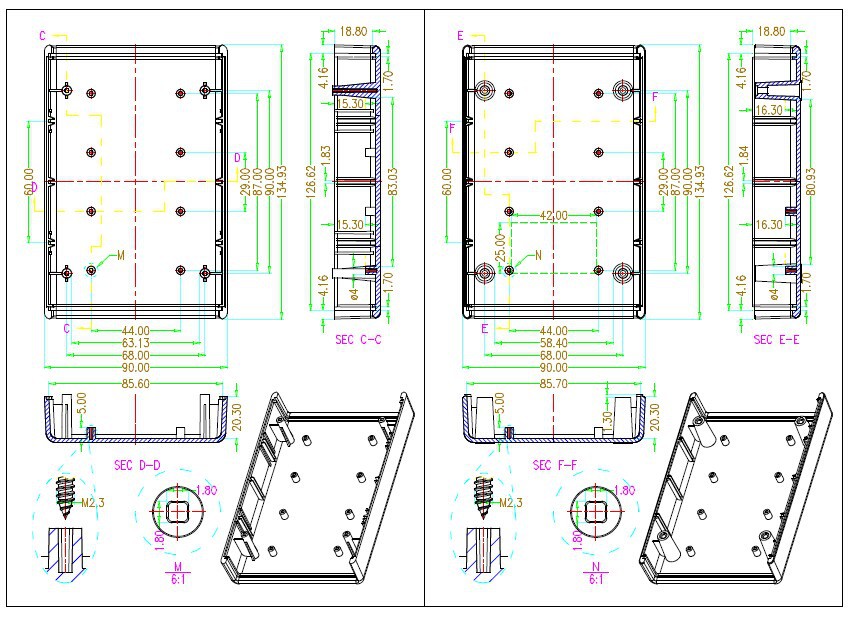 C
18.80
4.16
1.70
15.30
60.00
D
D
29.00
87.00
90.00
134.93
126.62
1.83
83.03
15.30
M
4.16
ø4
1.70
C
44.00
63.13
68.00
90.00
SEC C-C
85.60
5.00
20.30
SEC D-D
M2.3
1.80
1.80
M
6:1
E
18.80
4.16
1.70
16.30
F
F
60.00
29.00
87.00
90.00
134.93
126.62
1.84
80.93
42.00
25.00
16.30
N
4.16
ø4
1.70
E
44.00
58.40
68.00
90.00
SEC E-E
85.70
5.00
1.30
20.30
SEC F-F
M2.3
1.80
1.80
N
6:1